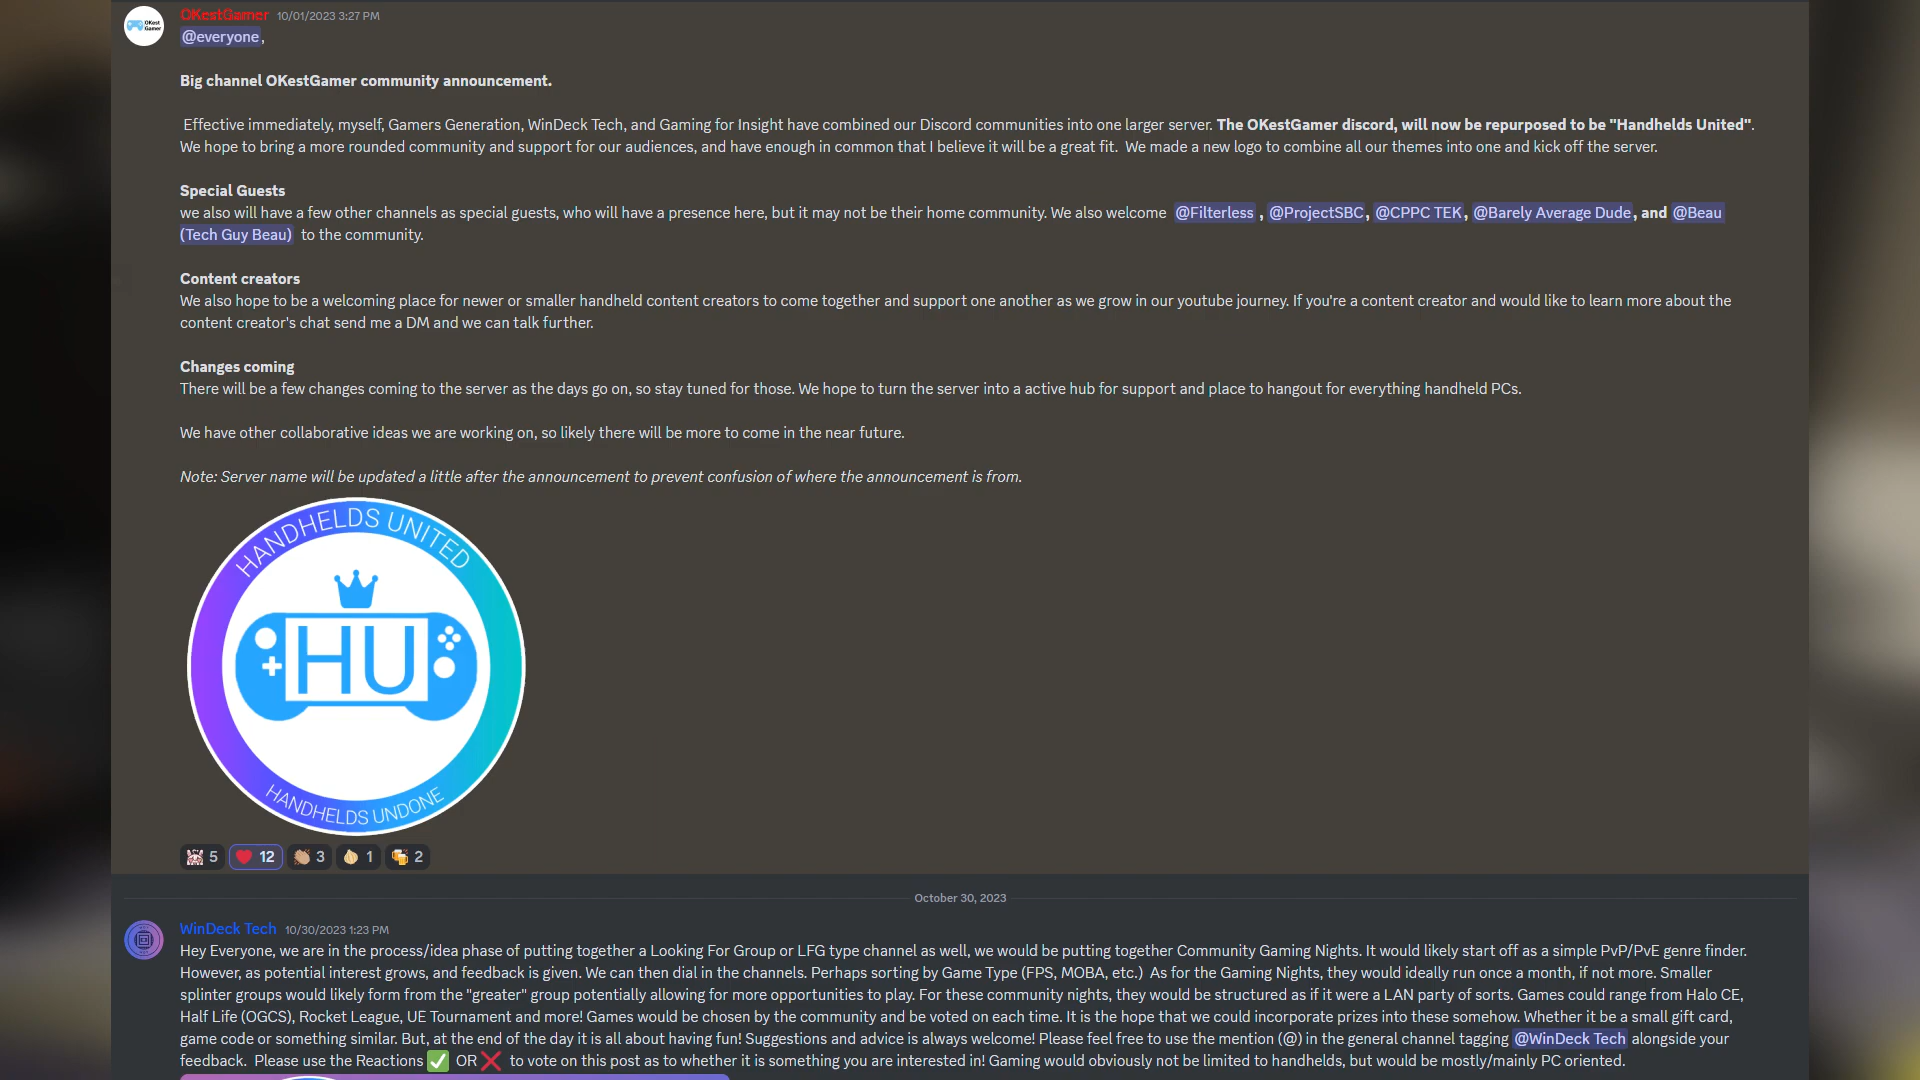 OKest
Gamer
OKestGamer 10/01/2023 3:27 PM
@everyone,
Big channel OKestGamer community announcement.
Effective immediately, myself, Gamers Generation, WinDeck Tech, and Gaming for Insight have combined our Discord communities into one larger server. The OKestGamer discord, will now be repurposed to be "Handhelds United".
We hope to bring a more rounded community and support for our audiences, and have enough in common that I believe it will be a great fit.  We made a new logo to combine all our themes into one and kick off the server.
Special Guests
we also will have a few other channels as special guests, who will have a presence here, but it may not be their home community. We also welcome  @Filterless , @ProjectSBC, @CPPC TEK, @Barely Average Dude, and @Beau
(Tech Guy Beau)  to the community.
Content creators
We also hope to be a welcoming place for newer or smaller handheld content creators to come together and support one another as we grow in our youtube journey. If you're a content creator and would like to learn more about the
content creator's chat send me a DM and we can talk further.
Changes coming
There will be a few changes coming to the server as the days go on, so stay tuned for those. We hope to turn the server into a active hub for support and place to hangout for everything handheld PCs.
We have other collaborative ideas we are working on, so likely there will be more to come in the near future.
Note: Server name will be updated a little after the announcement to prevent confusion of where the announcement is from.
HANDHELDS UNITED
HU
HANDHELDS UNDONE
5 12 3 1 2
October 30, 2023
WinDeck Tech 10/30/2023 1:23 PM
Hey Everyone, we are in the process/idea phase of putting together a Looking For Group or LFG type channel as well, we would be putting together Community Gaming Nights. It would likely start off as a simple PvP/PvE genre finder.
However, as potential interest grows, and feedback is given. We can then dial in the channels. Perhaps sorting by Game Type (FPS, MOBA, etc.)  As for the Gaming Nights, they would ideally run once a month, if not more. Smaller
splinter groups would likely form from the "greater" group potentially allowing for more opportunities to play. For these community nights, they would be structured as if it were a LAN party of sorts. Games could range from Halo CE,
Half Life (OGCS), Rocket League, UE Tournament and more! Games would be chosen by the community and be voted on each time. It is the hope that we could incorporate prizes into these somehow. Whether it be a small gift card,
game code or something similar. But, at the end of the day it is all about having fun! Suggestions and advice is always welcome! Please feel free to use the mention (@) in the general channel tagging @WinDeck Tech alongside your
feedback.  Please use the Reactions ✅ OR ❌ to vote on this post as to whether it is something you are interested in! Gaming would obviously not be limited to handhelds, but would be mostly/mainly PC oriented.